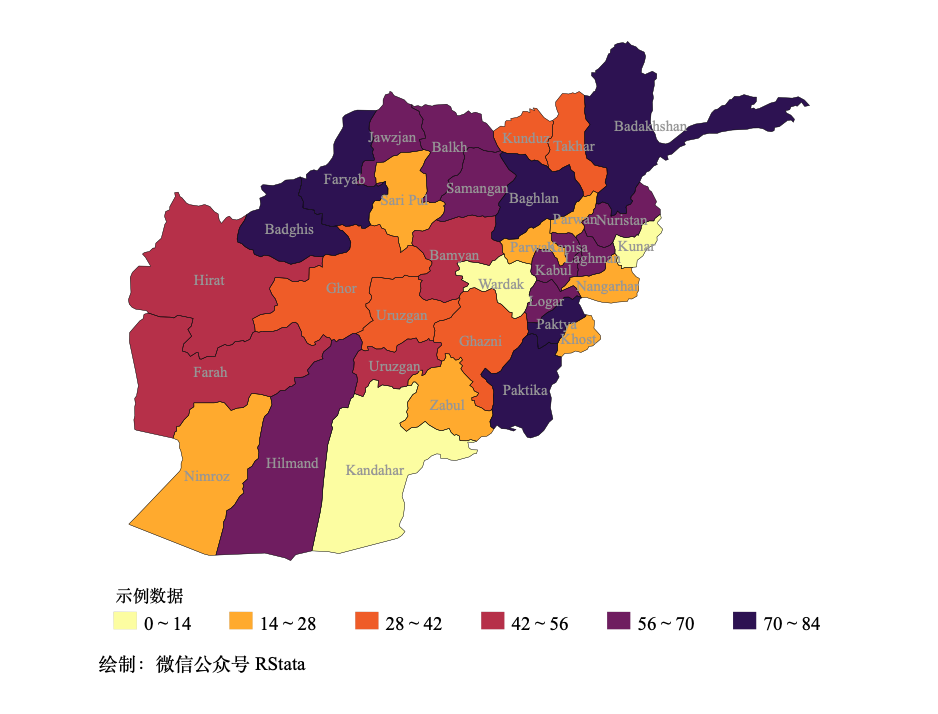 Badakhshan
Jawzjan
Kunduz
Balkh
Takhar
Faryab
Samangan
Sari Pul
Baghlan
Badghis
Parwan
Nuristan
Parwan
Kapisa
Kunar
Bamyan
Laghman
Hirat
Kabul
Ghor
Wardak
Nangarhar
Logar
Uruzgan
Paktya
Ghazni
Khost
Uruzgan
Farah
Paktika
Zabul
Hilmand
Kandahar
Nimroz
示例数据
0 ~ 14 14 ~ 28 28 ~ 42 42 ~ 56 56 ~ 70 70 ~ 84
绘制：微信公众号 RStata